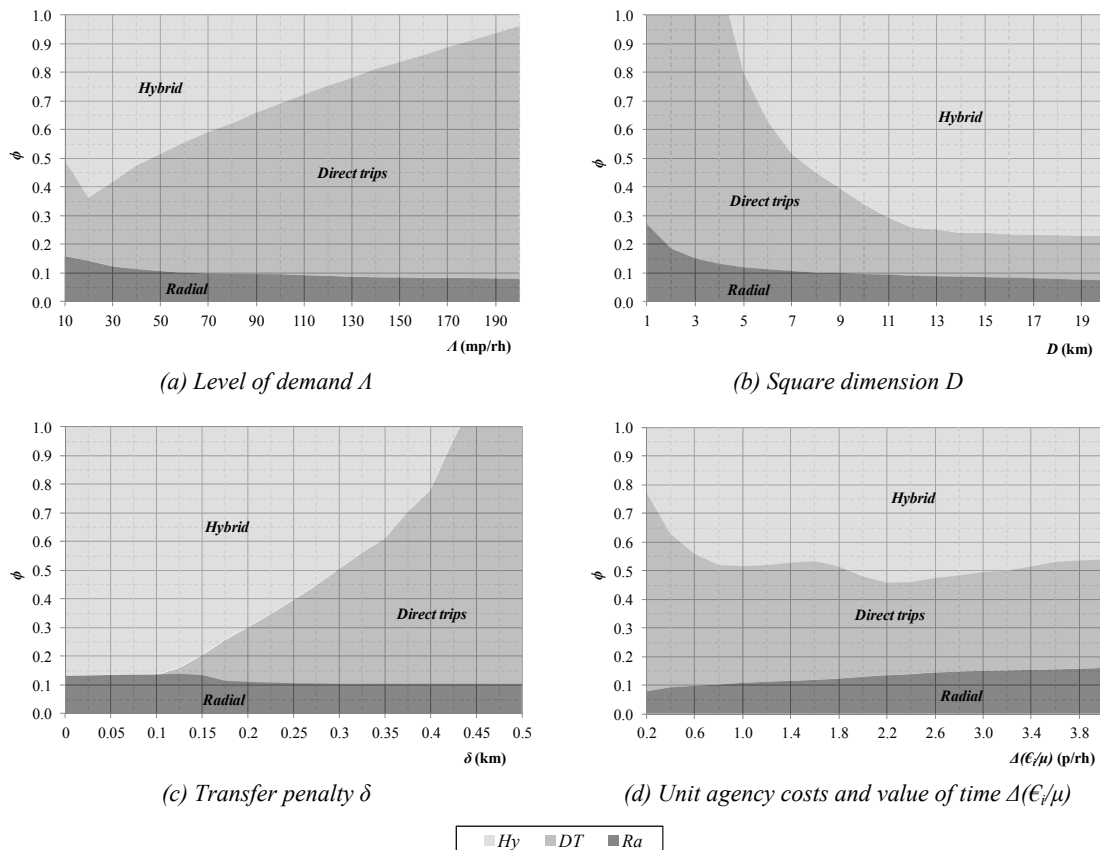 1.0
0.9
0.8
0.7
0.6
0.5
0.4
0.3
0.2
0.1
0.0
ϕ
Hybrid
Direct trips
Radial
10 30 50 70 90 110 130 150 170 190
Λ (mp/rh)
(a) Level of demand Λ
1.0
0.9
0.8
0.7
0.6
0.5
0.4
0.3
0.2
0.1
0.0
ϕ
Hybrid
Direct trips
Radial
1 3 5 7 9 11 13 15 17 19
D (km)
(b) Square dimension D
1.0
0.9
0.8
0.7
0.6
0.5
0.4
0.3
0.2
0.1
0.0
ϕ
Hybrid
Direct trips
Radial
0 0.05 0.1 0.15 0.2 0.25 0.3 0.35 0.4 0.45 0.5
δ (km)
(c) Transfer penalty δ
1.0
0.9
0.8
0.7
0.6
0.5
0.4
0.3
0.2
0.1
0.0
ϕ
Hybrid
Direct trips
Radial
0.2 0.6 1.0 1.4 1.8 2.2 2.6 3.0 3.4 3.8
Δ(€i/μ) (p/rh)
(d) Unit agency costs and value of time Δ(€i/μ)
Hy DT Ra